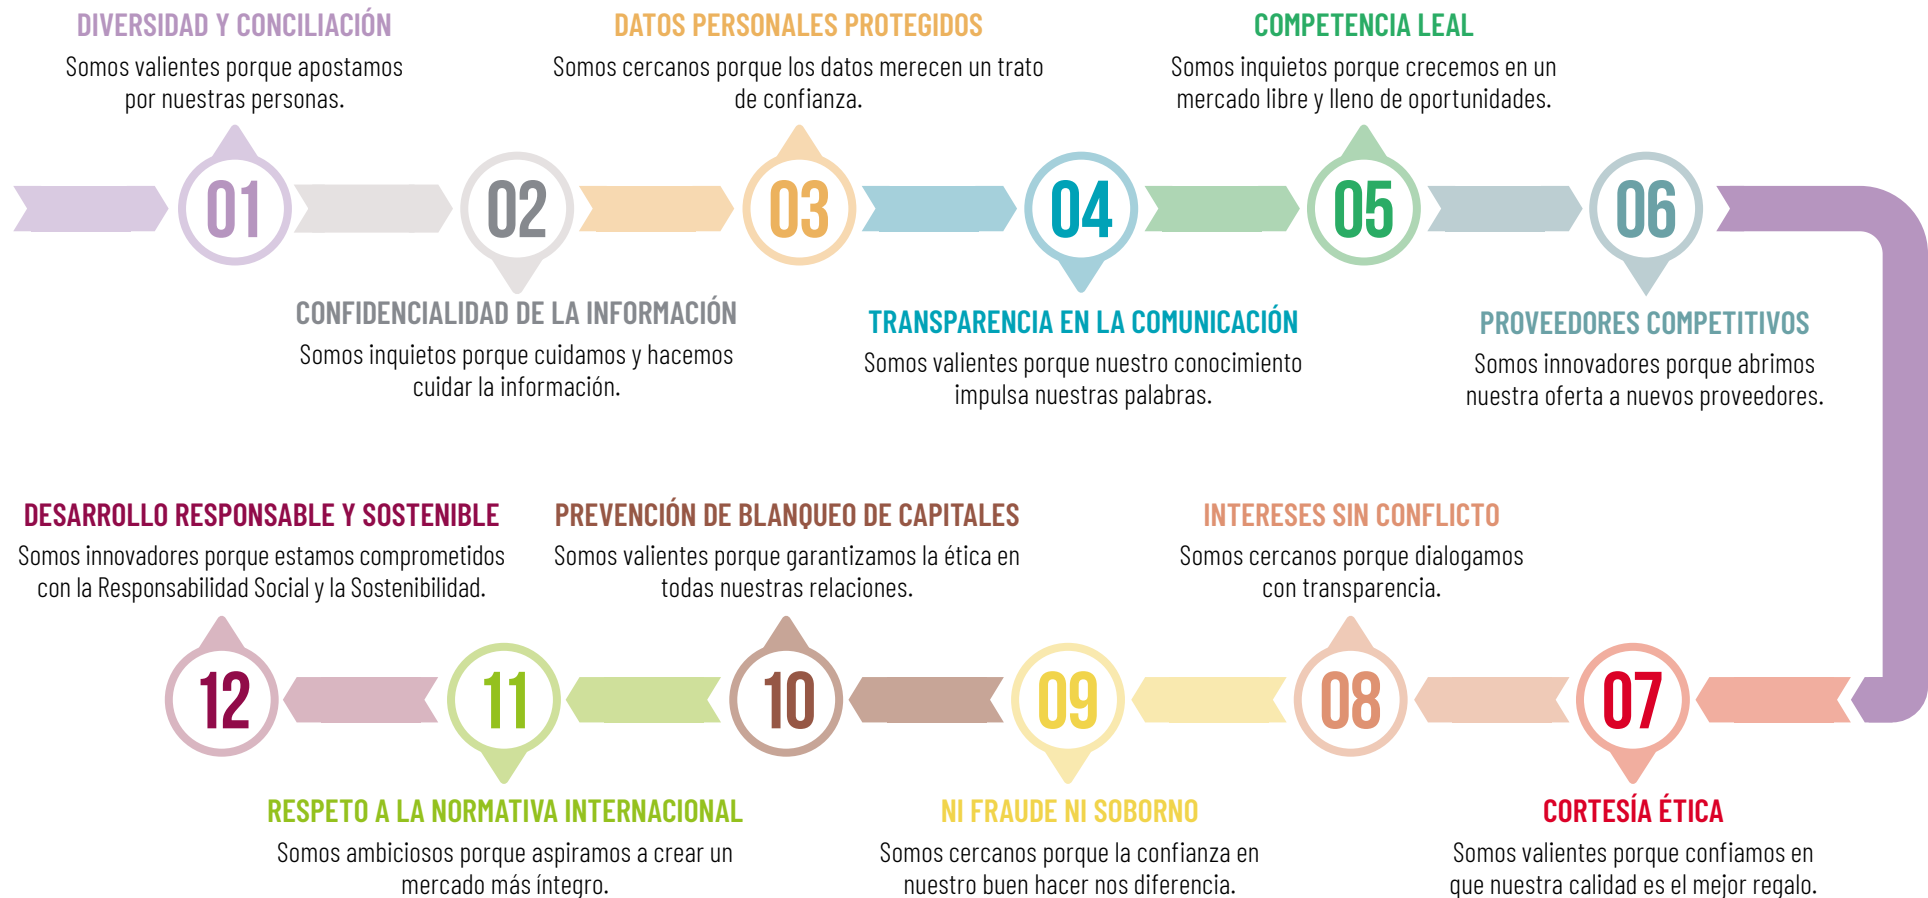 DIVERSIDAD Y CONCILIACIÓN
Somos valientes porque apostamos
por nuestras personas.
01
02
CONFIDENCIALIDAD DE LA INFORMACIÓN
Somos inquietos porque cuidamos y hacemos
cuidar la información.
DATOS PERSONALES PROTEGIDOS
Somos cercanos porque los datos merecen un trato
de confianza.
03
04
TRANSPARENCIA EN LA COMUNICACIÓN
Somos valientes porque nuestro conocimiento
impulsa nuestras palabras.
COMPETENCIA LEAL
Somos inquietos porque crecemos en un
mercado libre y lleno de oportunidades.
05
06
PROVEEDORES COMPETITIVOS
Somos innovadores porque abrimos
nuestra oferta a nuevos proveedores.
07
CORTESÍA ÉTICA
Somos valientes porque confiamos en
que nuestra calidad es el mejor regalo.
INTERESES SIN CONFLICTO
Somos cercanos porque dialogamos
con transparencia.
08
09
NI FRAUDE NI SOBORNO
Somos cercanos porque la confianza en
nuestro buen hacer nos diferencia.
PREVENCIÓN DE BLANQUEO DE CAPITALES
Somos valientes porque garantizamos la ética en
todas nuestras relaciones.
10
11
RESPETO A LA NORMATIVA INTERNACIONAL
Somos ambiciosos porque aspiramos a crear un
mercado más íntegro.
DESARROLLO RESPONSABLE Y SOSTENIBLE
Somos innovadores porque estamos comprometidos
con la Responsabilidad Social y la Sostenibilidad.
12